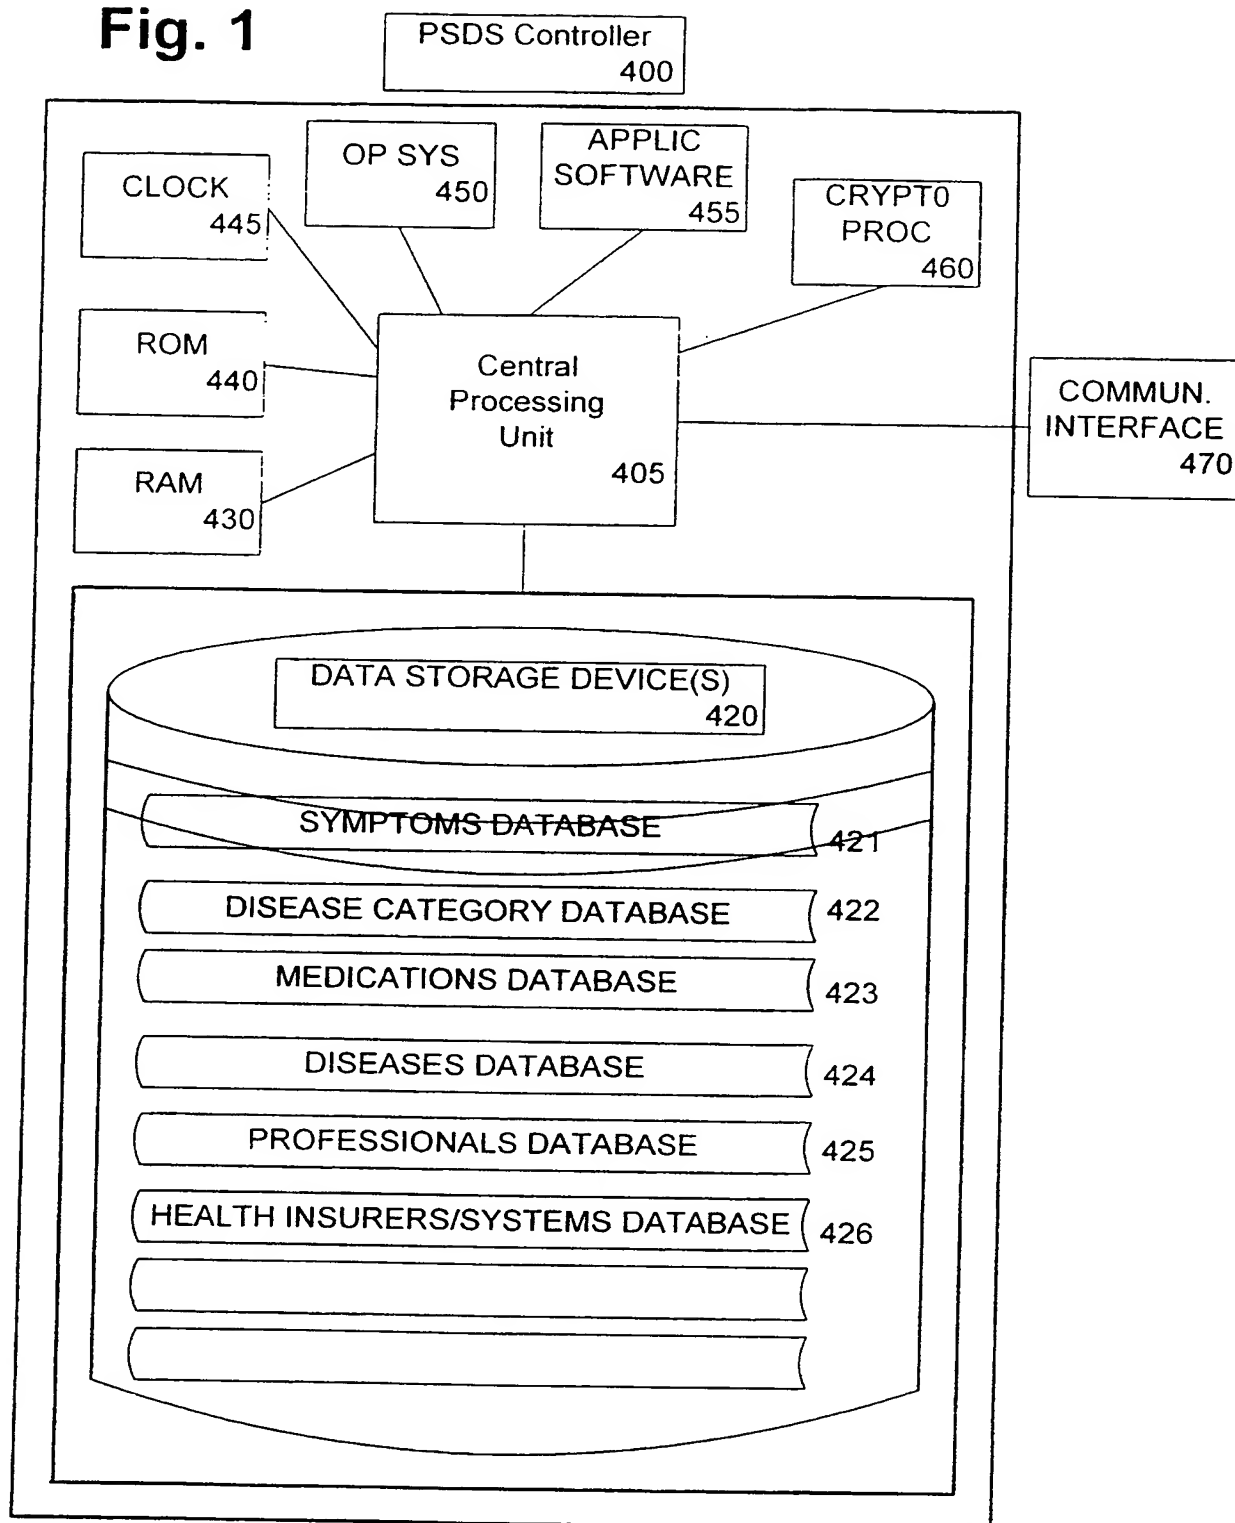 Fig. 1
PSDS Controller
400
CLOCK
445
OP SYS
450
APPLIC
SOFTWARE
455
CRYPT0
PROC
460
ROM
440
RAM
430
Central
Processing
Unit
405
COMMUN.
INTERFACE
470
DATA STORAGE DEVICE(S)
420
SYMPTOMS DATABASE
421
DISEASE CATEGORY DATABASE
422
MEDICATIONS DATABASE
423
DISEASES DATABASE
424
PROFESSIONALS DATABASE
425
HEALTH INSURERS/SYSTEMS DATABASE
426